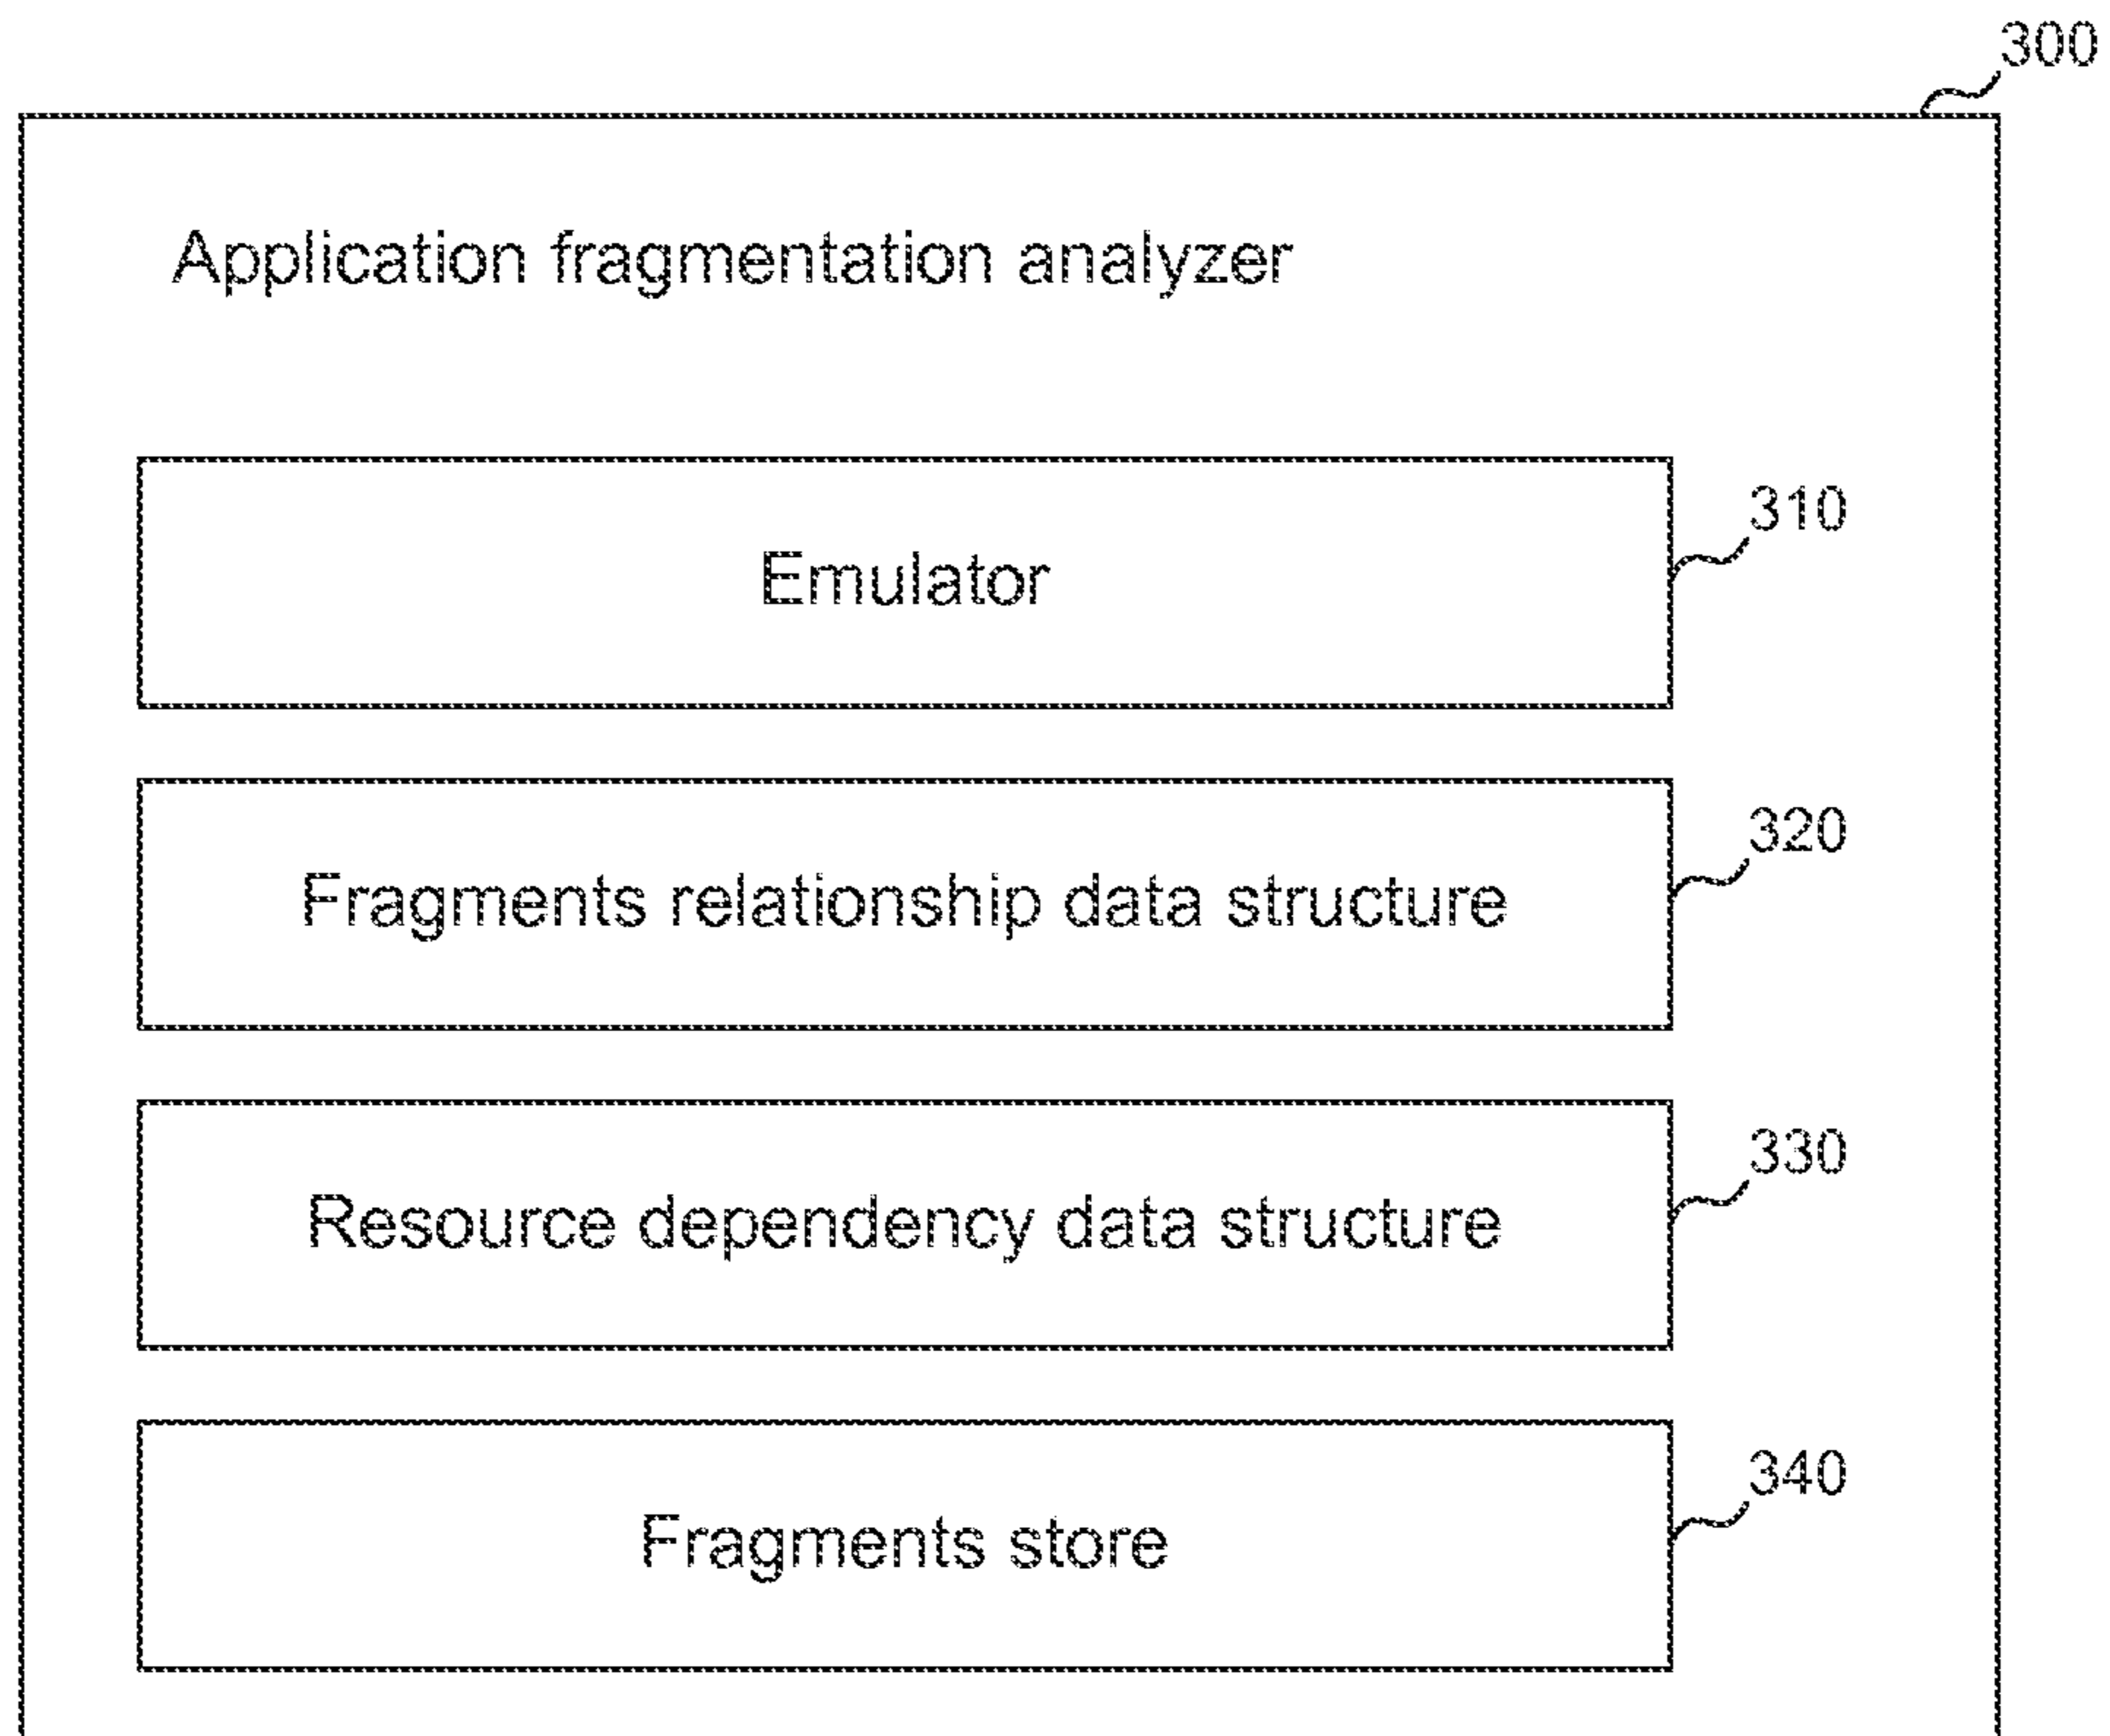 300
Application fragmentation analyzer
310
Emulator
320
Fragments relationship data structure
330
Resource dependency data structure
340
Fragments store